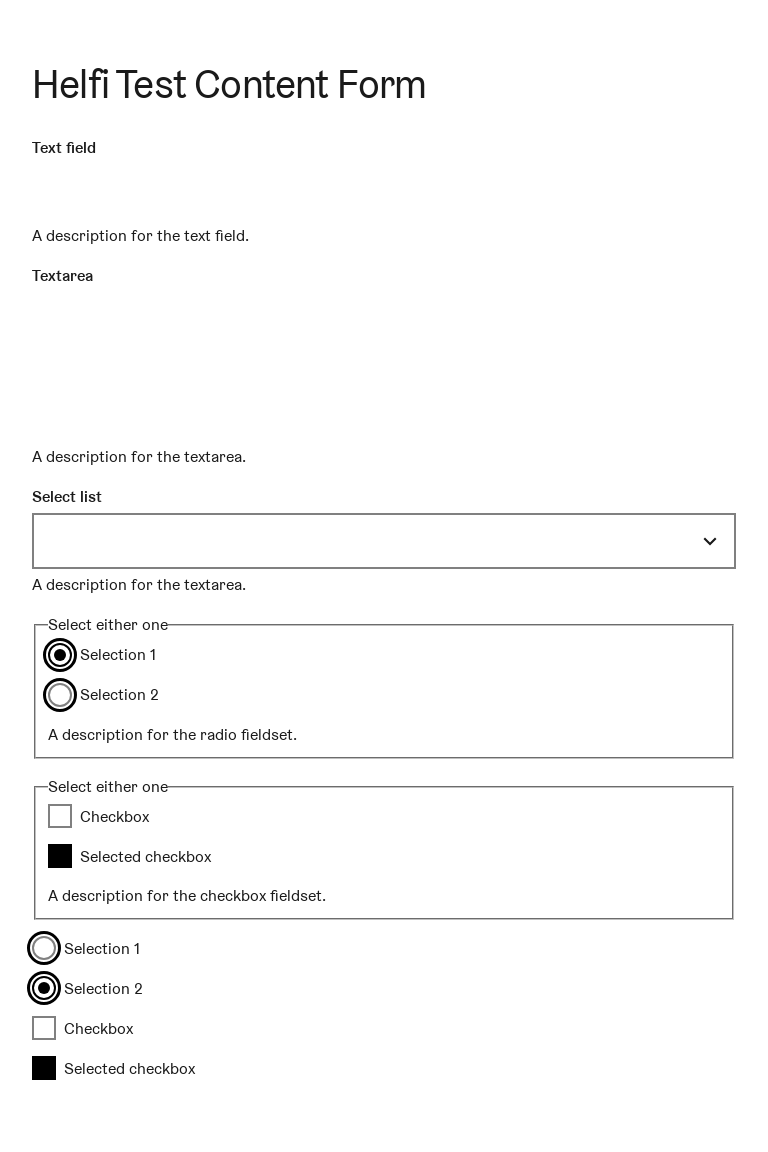 Helfi Test Content Form
Text field
A description for the text field.
Textarea
A description for the textarea.
Select list
A description for the textarea.
Select either one
Selection 1
Selection 2
A description for the radio fieldset.
Select either one
Checkbox
Selected checkbox
A description for the checkbox fieldset.
Selection 1
Selection 2
Checkbox
Selected checkbox